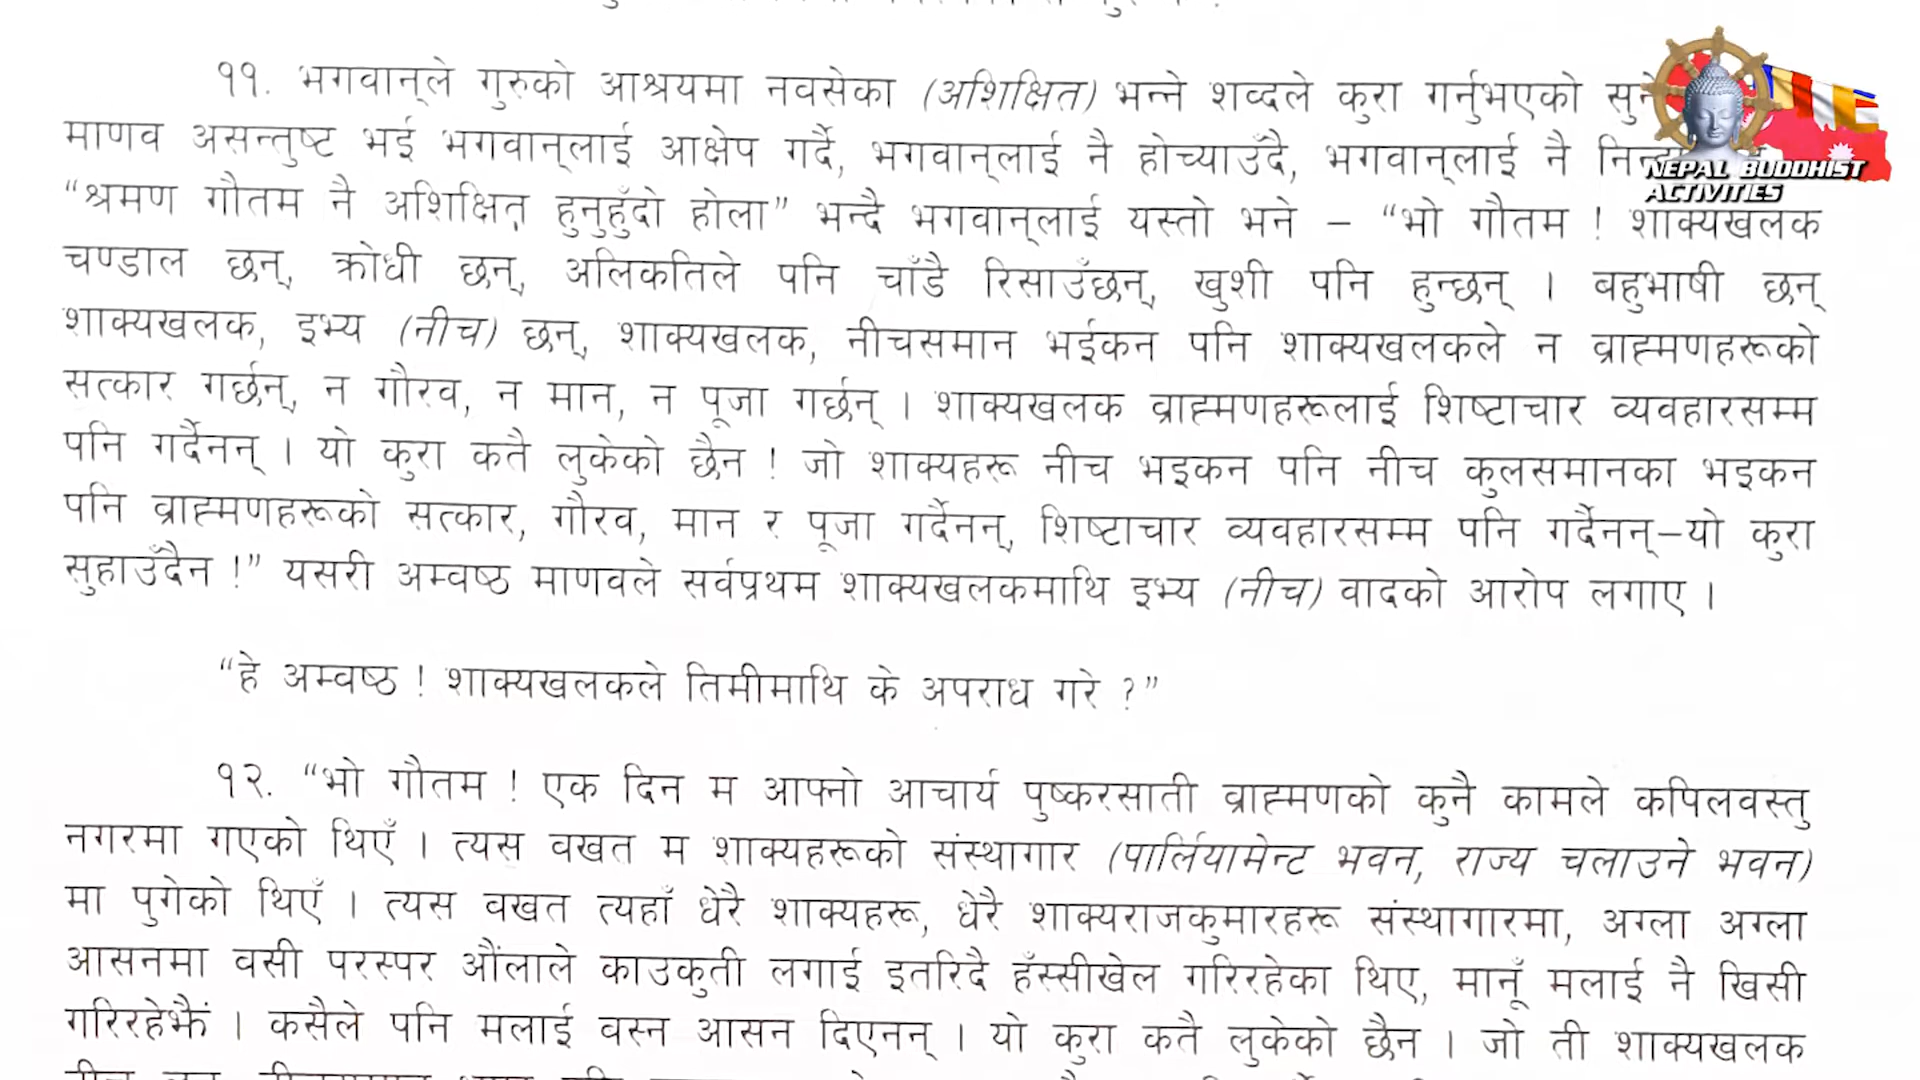 ११. भगवान्‌ले गुरुको आश्रयमा नवसेका (अशिक्षित) भन्ने शव्दले कुरा गर्नुभएको
माणव असन्तुष्ट भई भगवान्‌लाई आक्षेप गर्दै, भगवान्‌लाई नै होच्याउँदै, भगवान्‌लाई नै
“श्रमण गौतम नै अशिक्षित हुनुहुँदो होला” भन्दै भगवान्‌लाई यस्तो भने – “भो गौतम ! शाक्यखलक
चण्डाल छन्, क्रोधी छन्, अलिकतिले पनि चाँडै रिसाउँछन्, खुशी पनि हुन्छन् । बहुभाषी छन्
शाक्यखलक, इभ्य (नीच) छन्, शाक्यखलक, नीचसमान भईकन पनि शाक्यखलकले न व्राह्मणहरूको
सत्कार गर्छन्, न गौरव, न मान, न पूजा गर्छन् । शाक्यखलक व्राह्मणहरूलाई शिष्टाचार व्यवहारसम्म
पनि गर्दैनन् । यो कुरा कतै लुकेको छैन ! जो शाक्यहरू नीच भइकन पनि नीच कुलसमानका भइकन
पनि व्राह्मणहरूको सत्कार, गौरव, मान र पूजा गर्दैनन्, शिष्टाचार व्यवहारसम्म पनि गर्दैनन्–यो कुरा
सुहाउँदैन !” यसरी अम्वष्ठ माणवले सर्वप्रथम शाक्यखलकमाथि इभ्य (नीच) वादको आरोप लगाए ।
“हे अम्वष्ठ ! शाक्यखलकले तिमीमाथि के अपराध गरे ?”
१२. “भो गौतम ! एक दिन म आफ्नो आचार्य पुष्करसाती व्राह्मणको कुनै कामले कपिलवस्तु
नगरमा गएको थिएँ । त्यस वखत म शाक्यहरूको संस्थागार (पार्लियामेन्ट भवन, राज्य चलाउने भवन)
मा पुगेको थिएँ । त्यस वखत त्यहाँ धेरै शाक्यहरू, धेरै शाक्यराजकुमारहरू संस्थागारमा, अग्ला अग्ला
आसनमा वसी परस्पर औंलाले काउकुती लगाई इतरिदै हँस्सीखेल गरिरहेका थिए, मानूँ मलाई नै खिसी
गरिरहेझैं । कसैले पनि मलाई वस्न आसन दिएनन् । यो कुरा कतै लुकेको छैन । जो ती शाक्यखलक
NEPAL BUDDHIST
ACTIVITIES